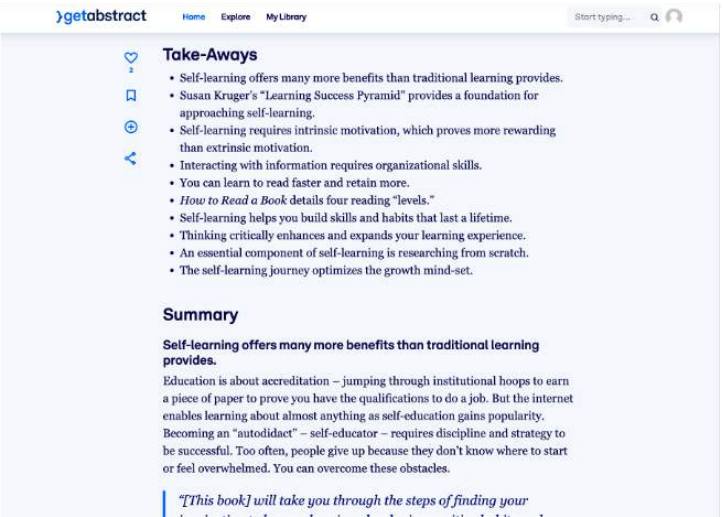 getabstract
Home Explore My Library
Start typing...
2
Take-Aways
• Self-learning offers many more benefits than traditional learning provides.
• Susan Kruger's “Learning Success Pyramid” provides a foundation for
approaching self-learning.
• Self-learning requires intrinsic motivation, which proves more rewarding
than extrinsic motivation.
• Interacting with information requires organizational skills.
• You can learn to read faster and retain more.
• How to Read a Book details four reading “levels.”
• Self-learning helps you build skills and habits that last a lifetime.
• Thinking critically enhances and expands your learning experience.
• An essential component of self-learning is researching from scratch.
• The self-learning journey optimizes the growth mind-set.
Summary
Self-learning offers many more benefits than traditional learning
provides.
Education is about accreditation – jumping through institutional hoops to earn
a piece of paper to prove you have the qualifications to do a job. But the internet
enables learning about almost anything as self-education gains popularity.
Becoming an “autodidact” – self-educator – requires discipline and strategy to
be successful. Too often, people give up because they don't know where to start
or feel overwhelmed. You can overcome these obstacles.
“[This book] will take you through the steps of finding your